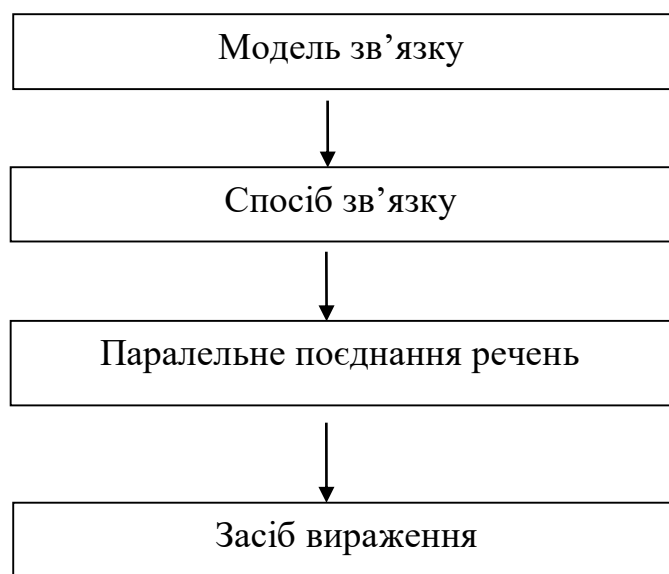 Модель зв’язку
Спосіб зв’язку
Паралельне поєднання речень
Засіб вираження